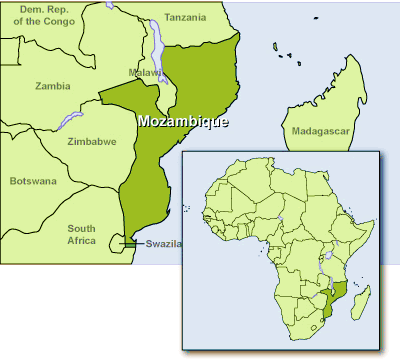 Dem. Rep.
of the Congo
Tanzania
Zambia
Malawi
Mozambique
Zimbabwe
Madagascar
Botswana
South
Africa
Swazila